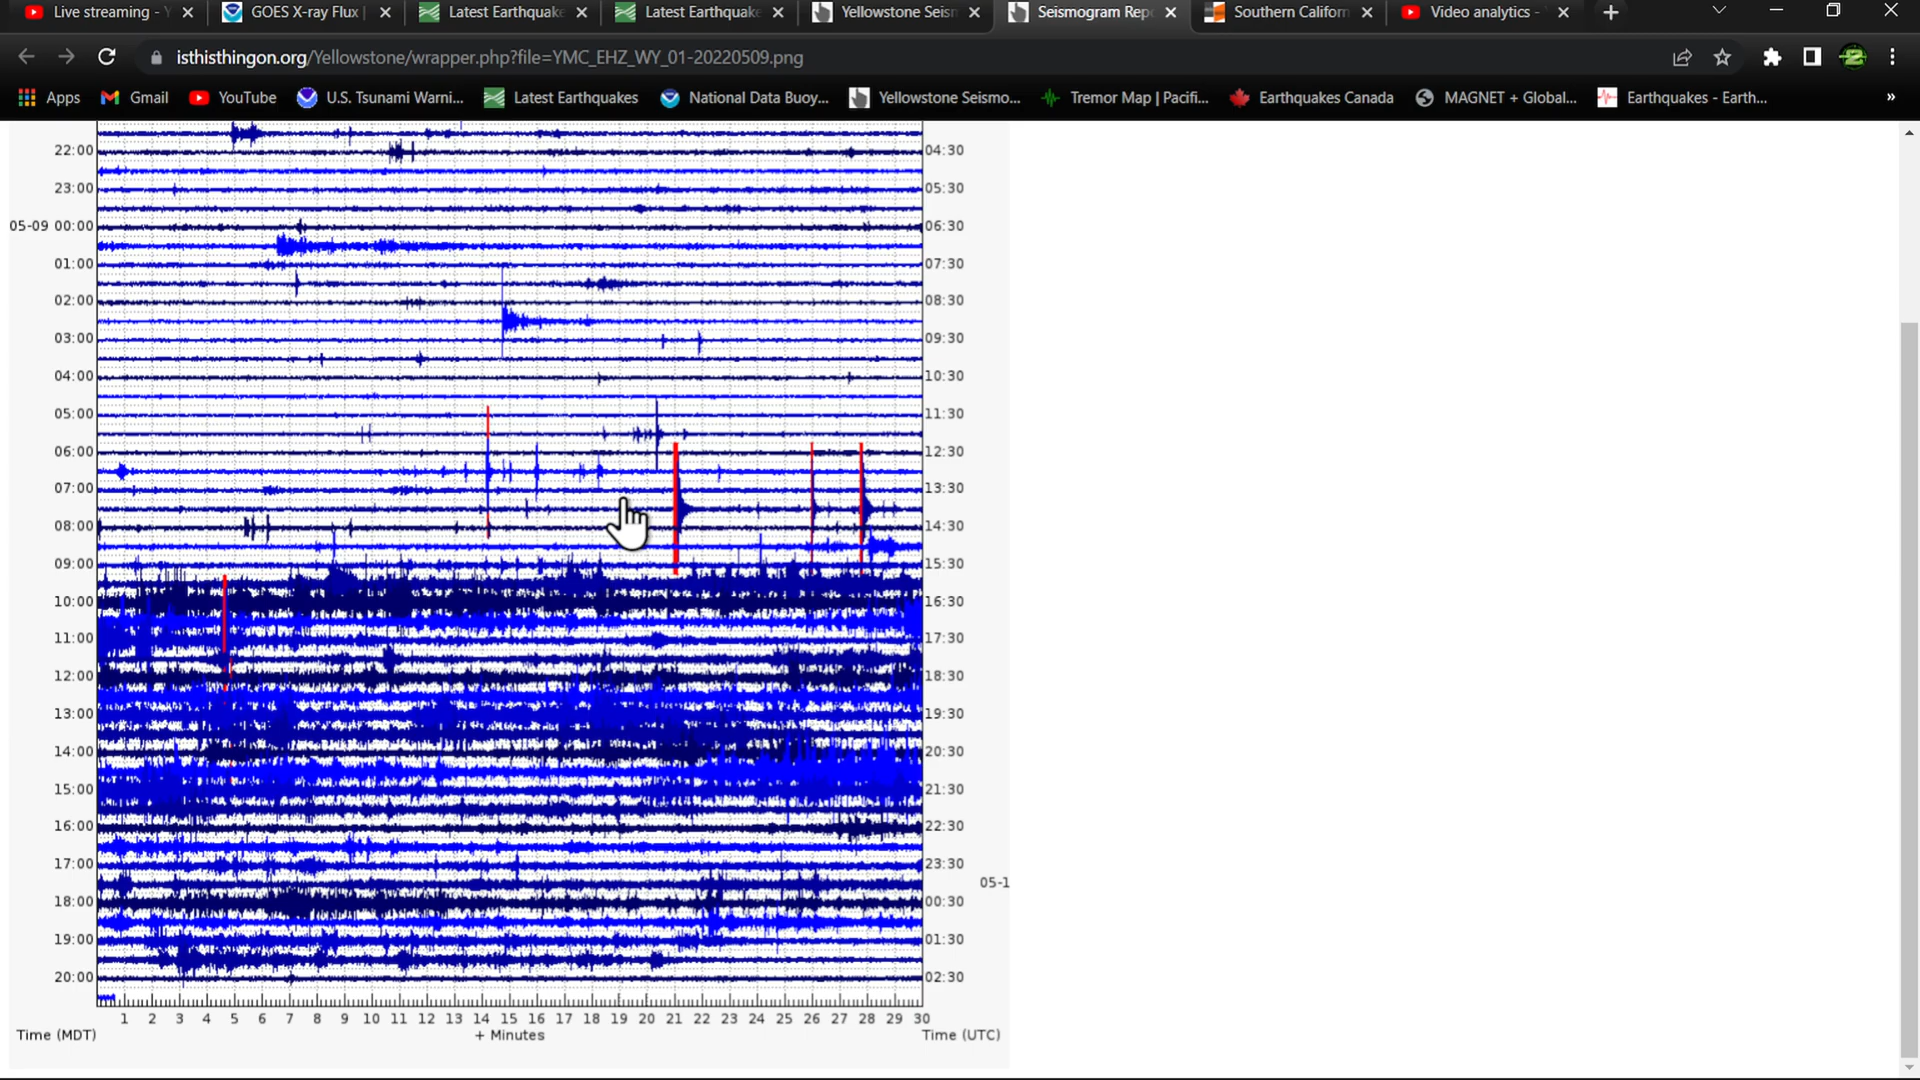 Live streaming - Y
GOES X-ray Flux |
Latest Earthquake
Latest Earthquake
Yellowstone Seism
Seismogram Repo
Southern Californ
Video analytics -
isthisthingon.org/Yellowstone/wrapper.php?file=YMC_EHZ_WY_01-20220509.png
Apps
Gmail
YouTube
U.S. Tsunami Warni...
Latest Earthquakes
National Data Buoy...
Yellowstone Seismo...
Tremor Map | Pacifi...
Earthquakes Canada
MAGNET + Global...
Earthquakes - Earth...
»
22:00 04:30
23:00 05:30
05-09 00:00 06:30
01:00 07:30
02:00 08:30
03:00 09:30
04:00 10:30
05:00 11:30
06:00 12:30
07:00 13:30
08:00 14:30
09:00 15:30
10:00 16:30
11:00 17:30
12:00 18:30
13:00 19:30
14:00 20:30
15:00 21:30
16:00 22:30
17:00 23:30
05-1
18:00 00:30
19:00 01:30
20:00 02:30
1 2 3 4 5 6 7 8 9 10 11 12 13 14 15 16 17 18 19 20 21 22 23 24 25 26 27 28 29 30
Time (MDT) + Minutes Time (UTC)